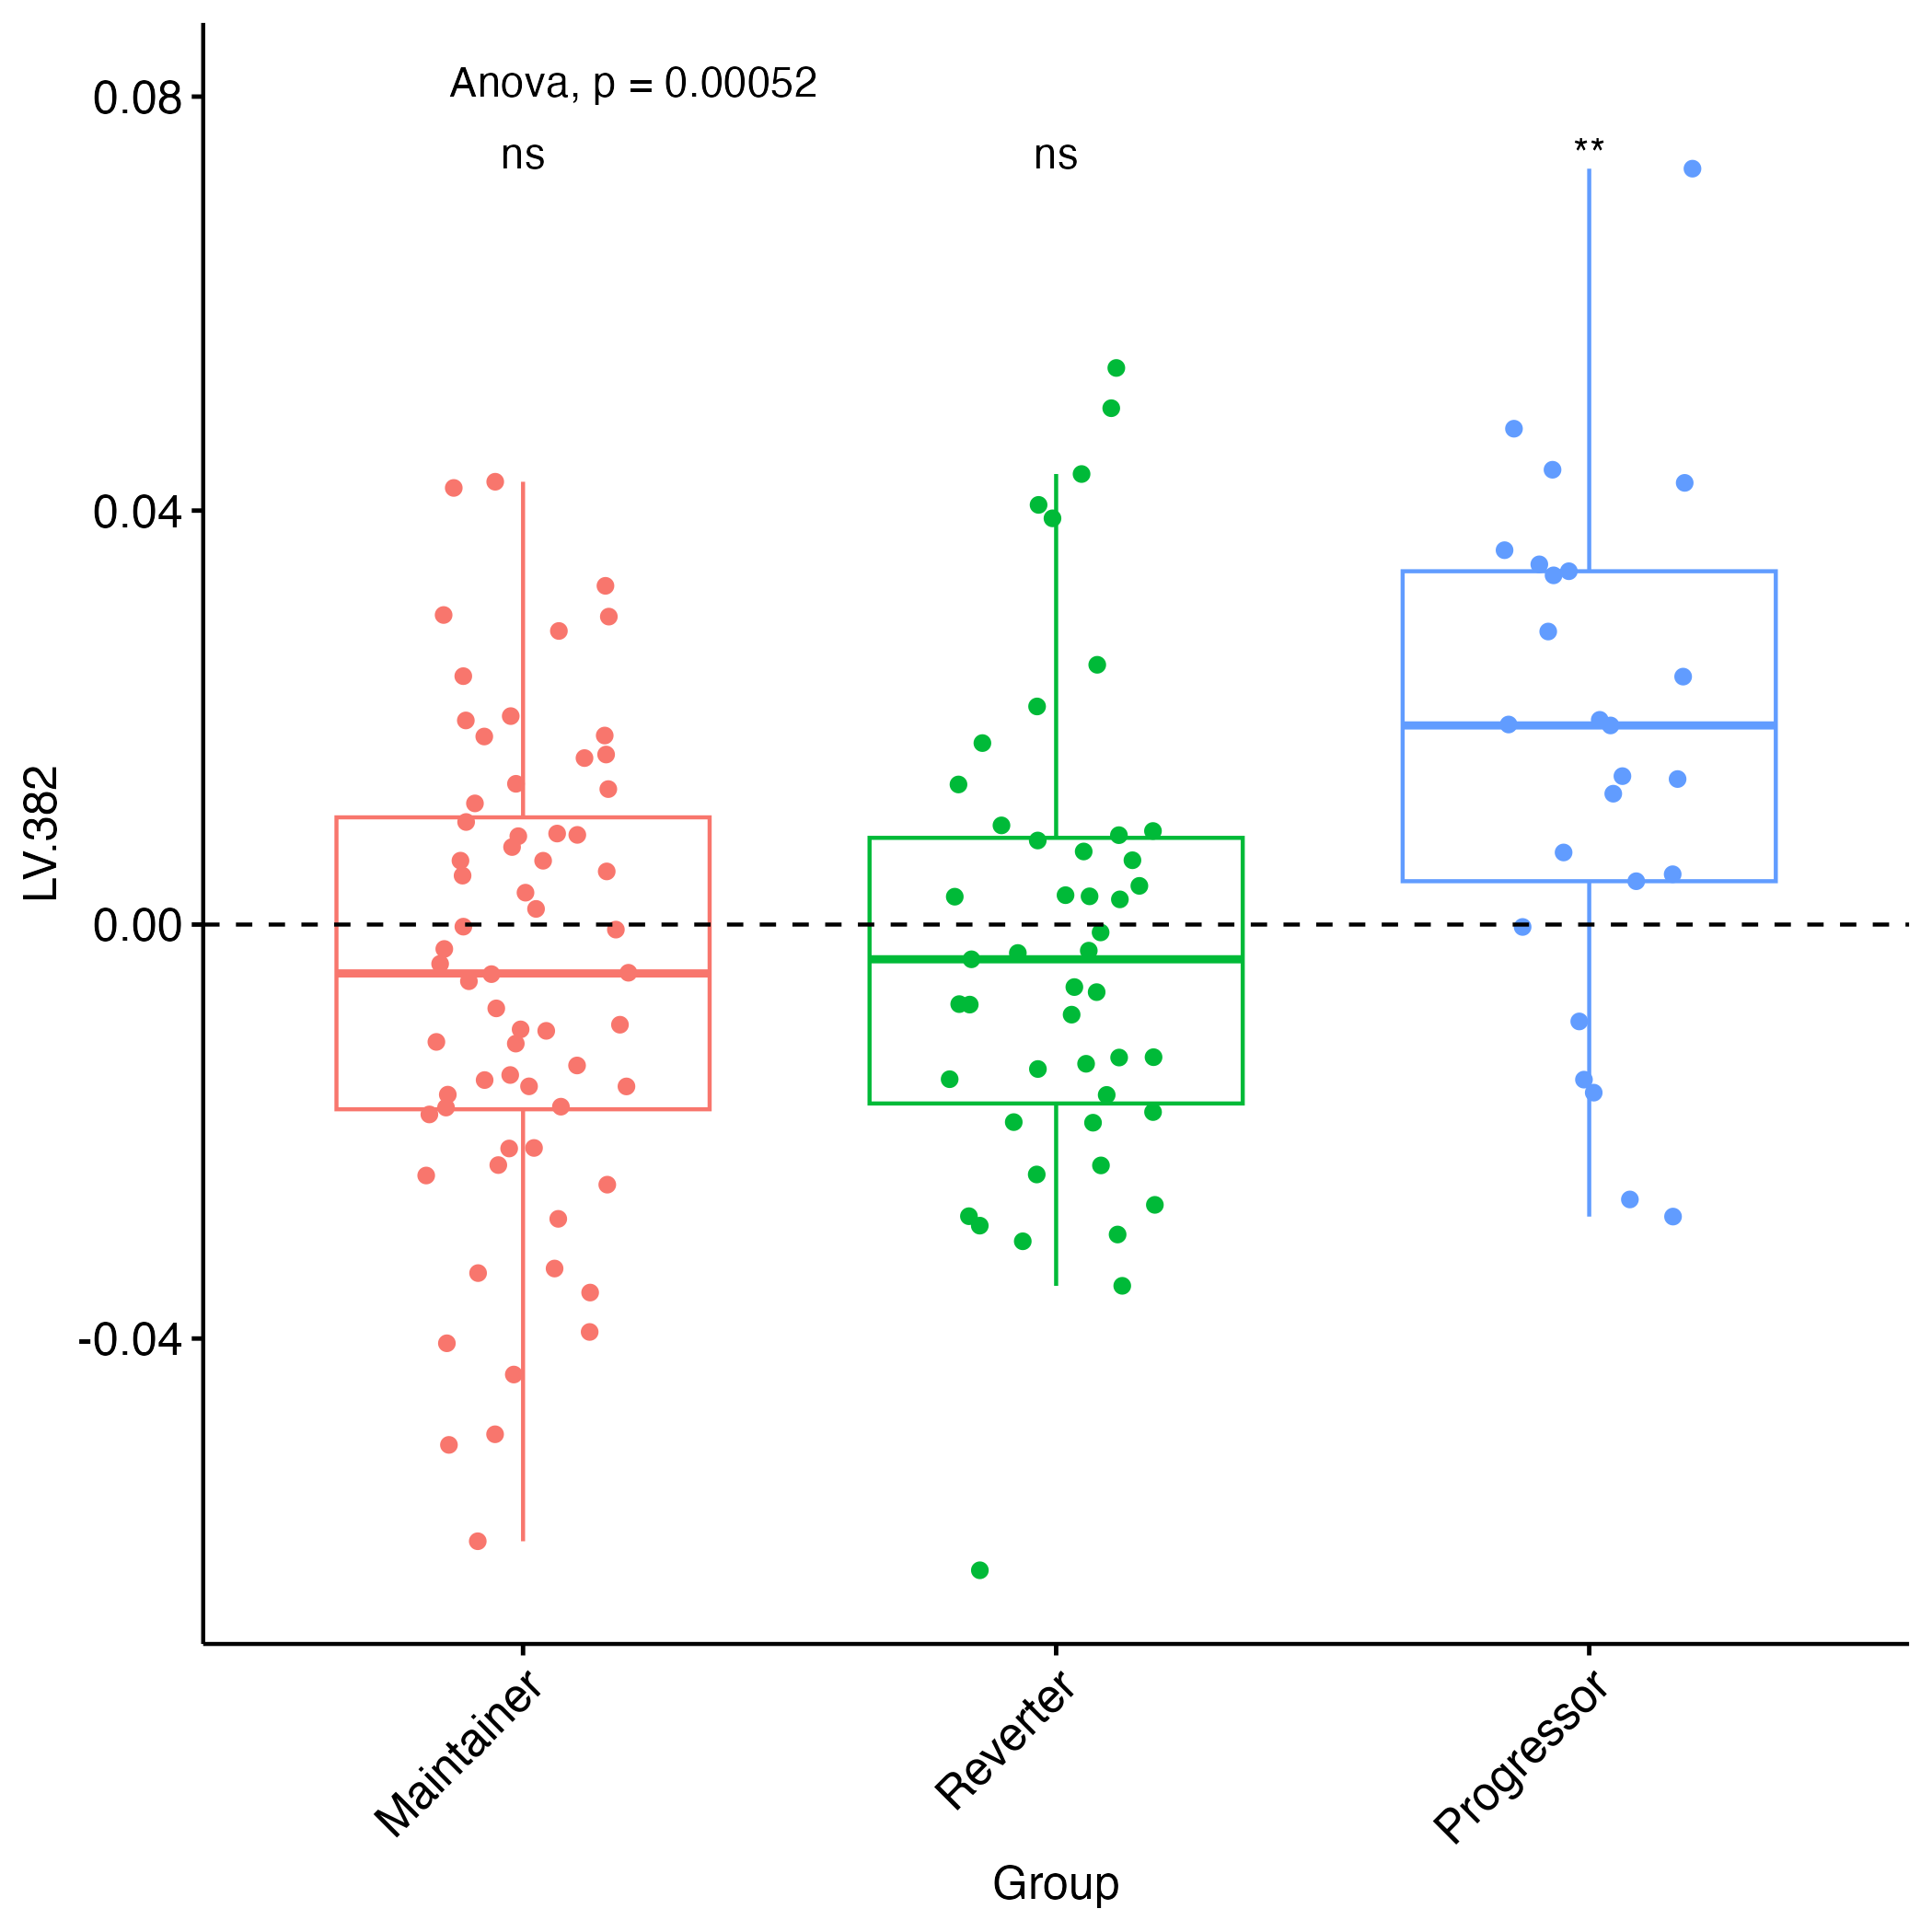 Anova, p = 0.00052
ns
ns
**
0.08
0.04
0.00
-0.04
LV.382
Maintainer
Reverter
Progressor
Group